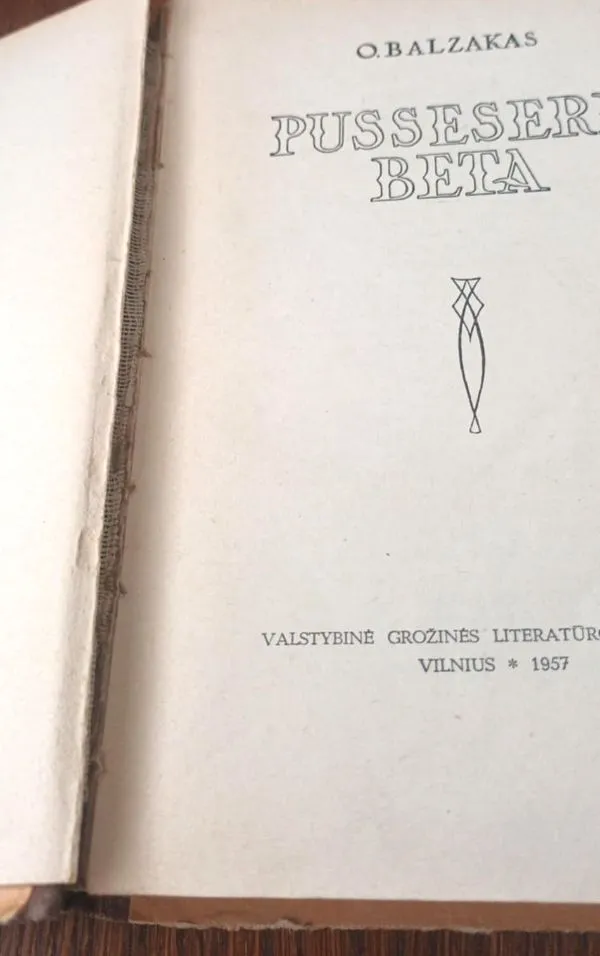 O. BALZAKAS
PUSSESER
BETA
VALSTYBINĖ GROŽINĖS LITERATŪR
VILNIUS * 1957